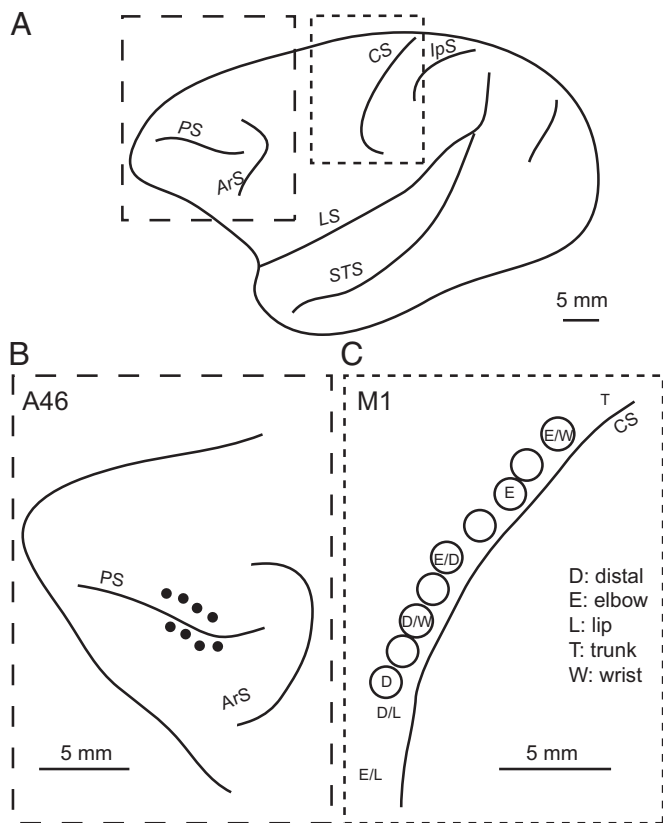 A
CS
IpS
PS
ArS
LS
STS
5 mm
B
A46
PS
ArS
5 mm
C
M1
T
CS
E/W
E
E/D
D/W
D
D/L
E/L
D: distal
E: elbow
L: lip
T: trunk
W: wrist
5 mm